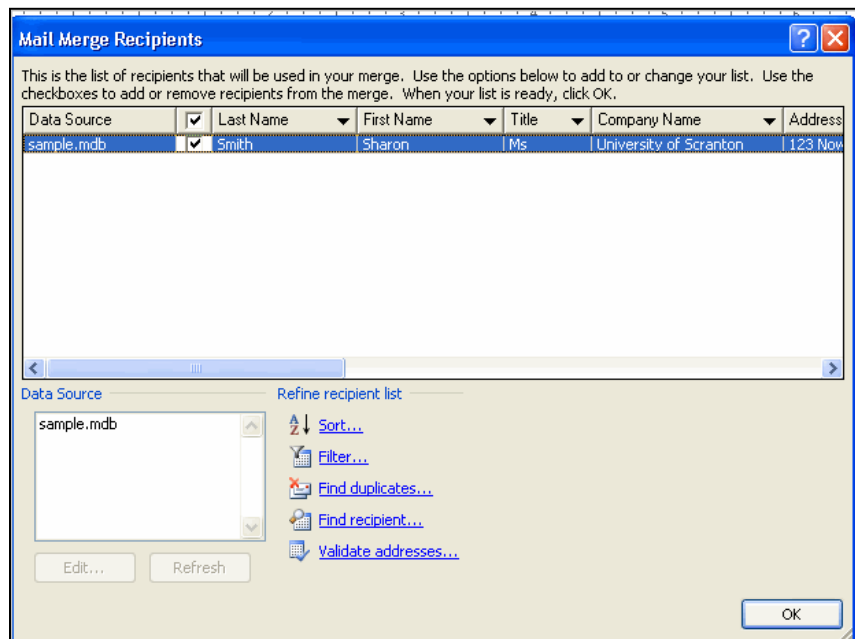 Mail Merge Recipients
This is the list of recipients that will be used in your merge. Use the options below to add to or change your list. Use the
checkboxes to add or remove recipients from the merge. When your list is ready, click OK.
Data Source Last Name First Name Title Company Name Address
sample.mdb Smith Sharon Ms University of Scranton 123 Now
Data Source Refine recipient list
sample.mdb
Sort...
Filter...
Find duplicates...
Find recipient...
Validate addresses...
Edit... Refresh
OK